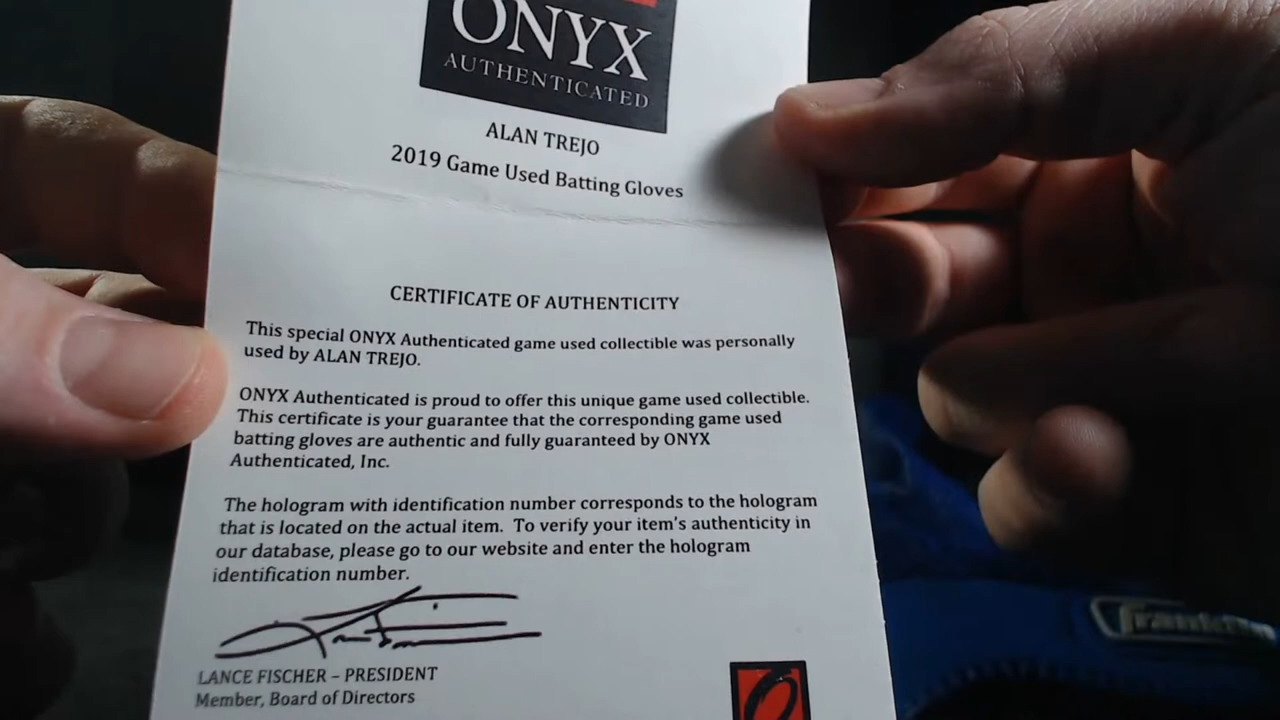 ONYX
AUTHENTICATED
ALAN TREJO
2019 Game Used Batting Gloves
CERTIFICATE OF AUTHENTICITY
This special ONYX Authenticated game used collectible was personally
used by ALAN TREJO.
ONYX Authenticated is proud to offer this unique game used collectible.
This certificate is your guarantee that the corresponding game used
batting gloves are authentic and fully guaranteed by ONYX
Authenticated, Inc.
The hologram with identification number corresponds to the hologram
that is located on the actual item. To verify your item's authenticity in
our database, please go to our website and enter the hologram
identification number.
LANCE FISCHER – PRESIDENT
Member, Board of Directors
Franklin